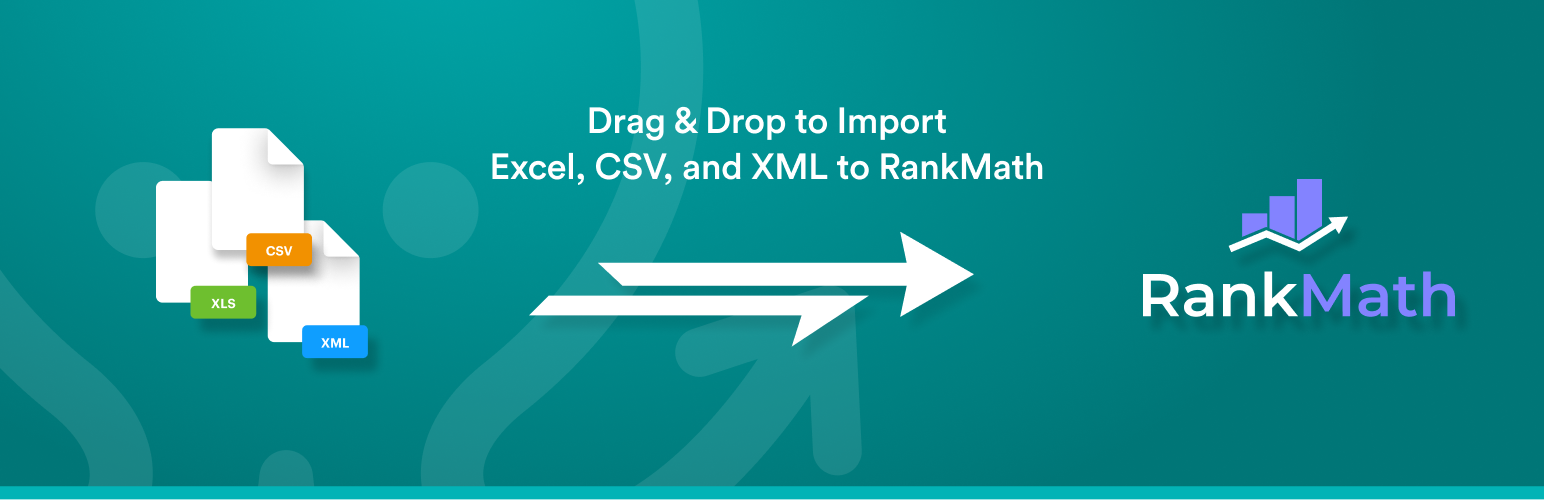 Drag & Drop to Import
Excel, CSV, and XML to RankMath
CSV
XLS
XML
RankMath